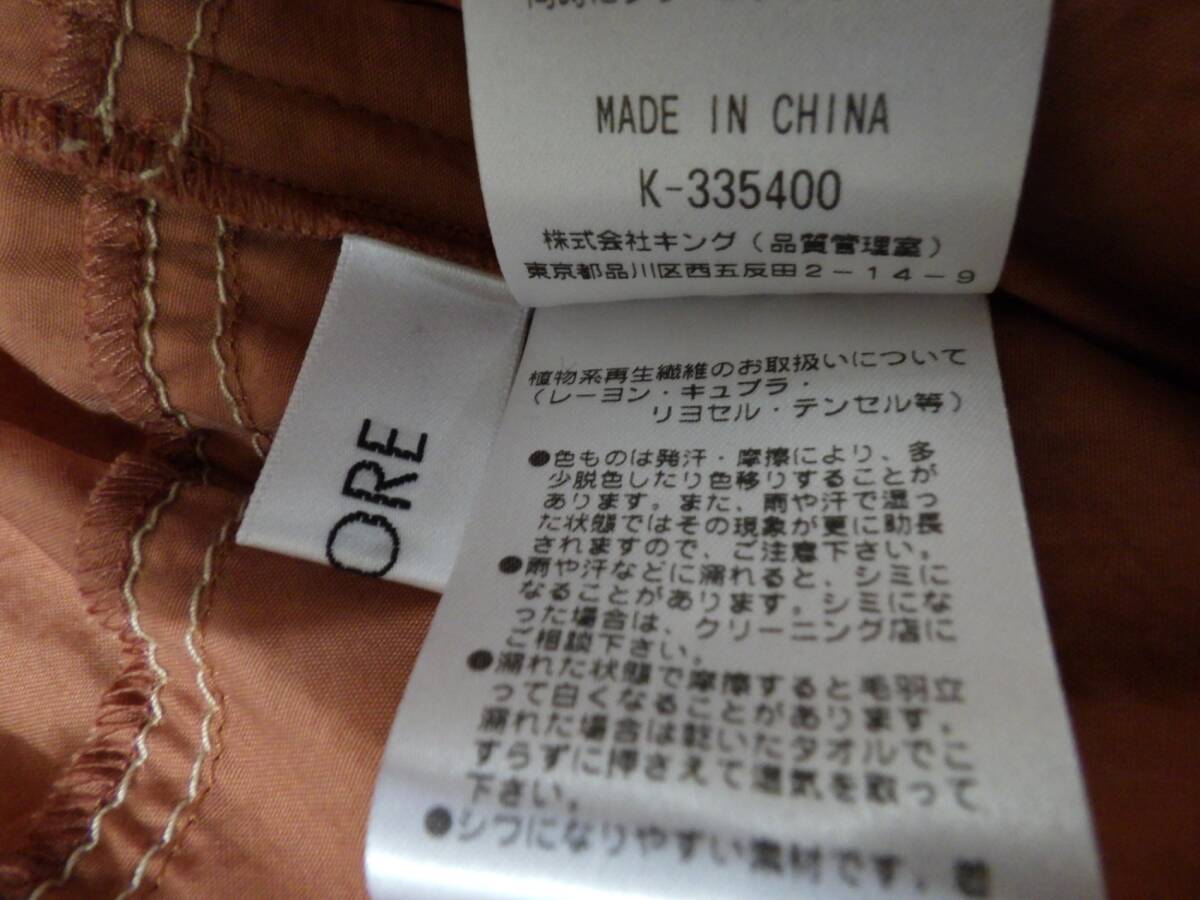 MADE IN CHINA
K-335400
株式会社キング(品質管理室)
東京都品川区西五反田2-14-9
ORE
植物系再生繊維のお取扱いについて
(レーヨン・キュプラ・
リヨセル・テンセル等)
●色ものは発汗・摩擦により、多
少脱色したり色移りすることが
あります。また、雨や汗で湿っ
た状態ではその現象が更に助長
されますので、ご注意下さい。
●雨や汗などに濡れると、シミに
なることがあります。シミにな
った場合は、クリーニング店に
ご相談下さい。
●濡れた状態で摩擦すると毛羽立
って白くなることがあります。
濡れた場合は乾いたタオルでこ
すらずに押さえて湿気を取って
下さい。
●シワになりやすい素材です。着